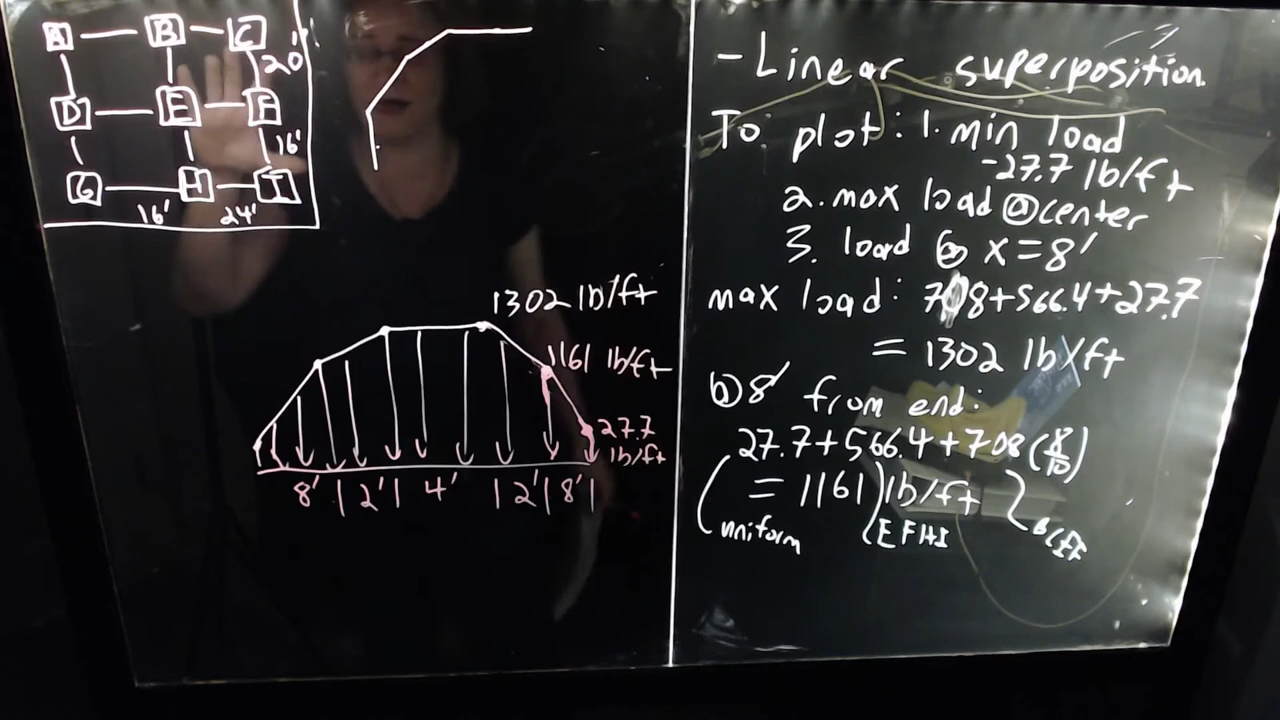 A B C
20'
D E F
16'
G H I
16' 24'
1302 lb/ft
1161 lb/ft
27.7
lb/ft
8' | 2' | 4' | 2' | 8' |
- Linear superposition
To plot: 1. min load
-27.7 lb/ft
2. max load @ center
3. load @ x=8'
max load: 708+566.4+27.7
= 1302 lb/ft
@ 8' from end:
27.7+566.4+708(8/10)
= 1161 lb/ft
uniform EFHI BCEF